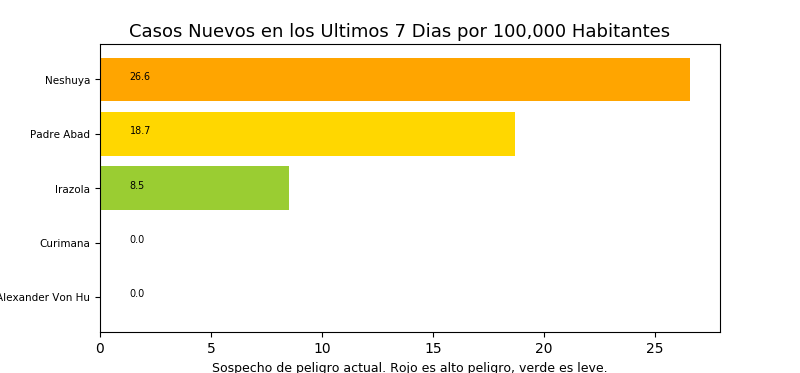 Casos Nuevos en los Ultimos 7 Dias por 100,000 Habitantes
Neshuya 26.6
Padre Abad 18.7
Irazola 8.5
Curimana 0.0
Alexander Von Hu 0.0
0 5 10 15 20 25
Sospecho de peligro actual. Rojo es alto peligro, verde es leve.